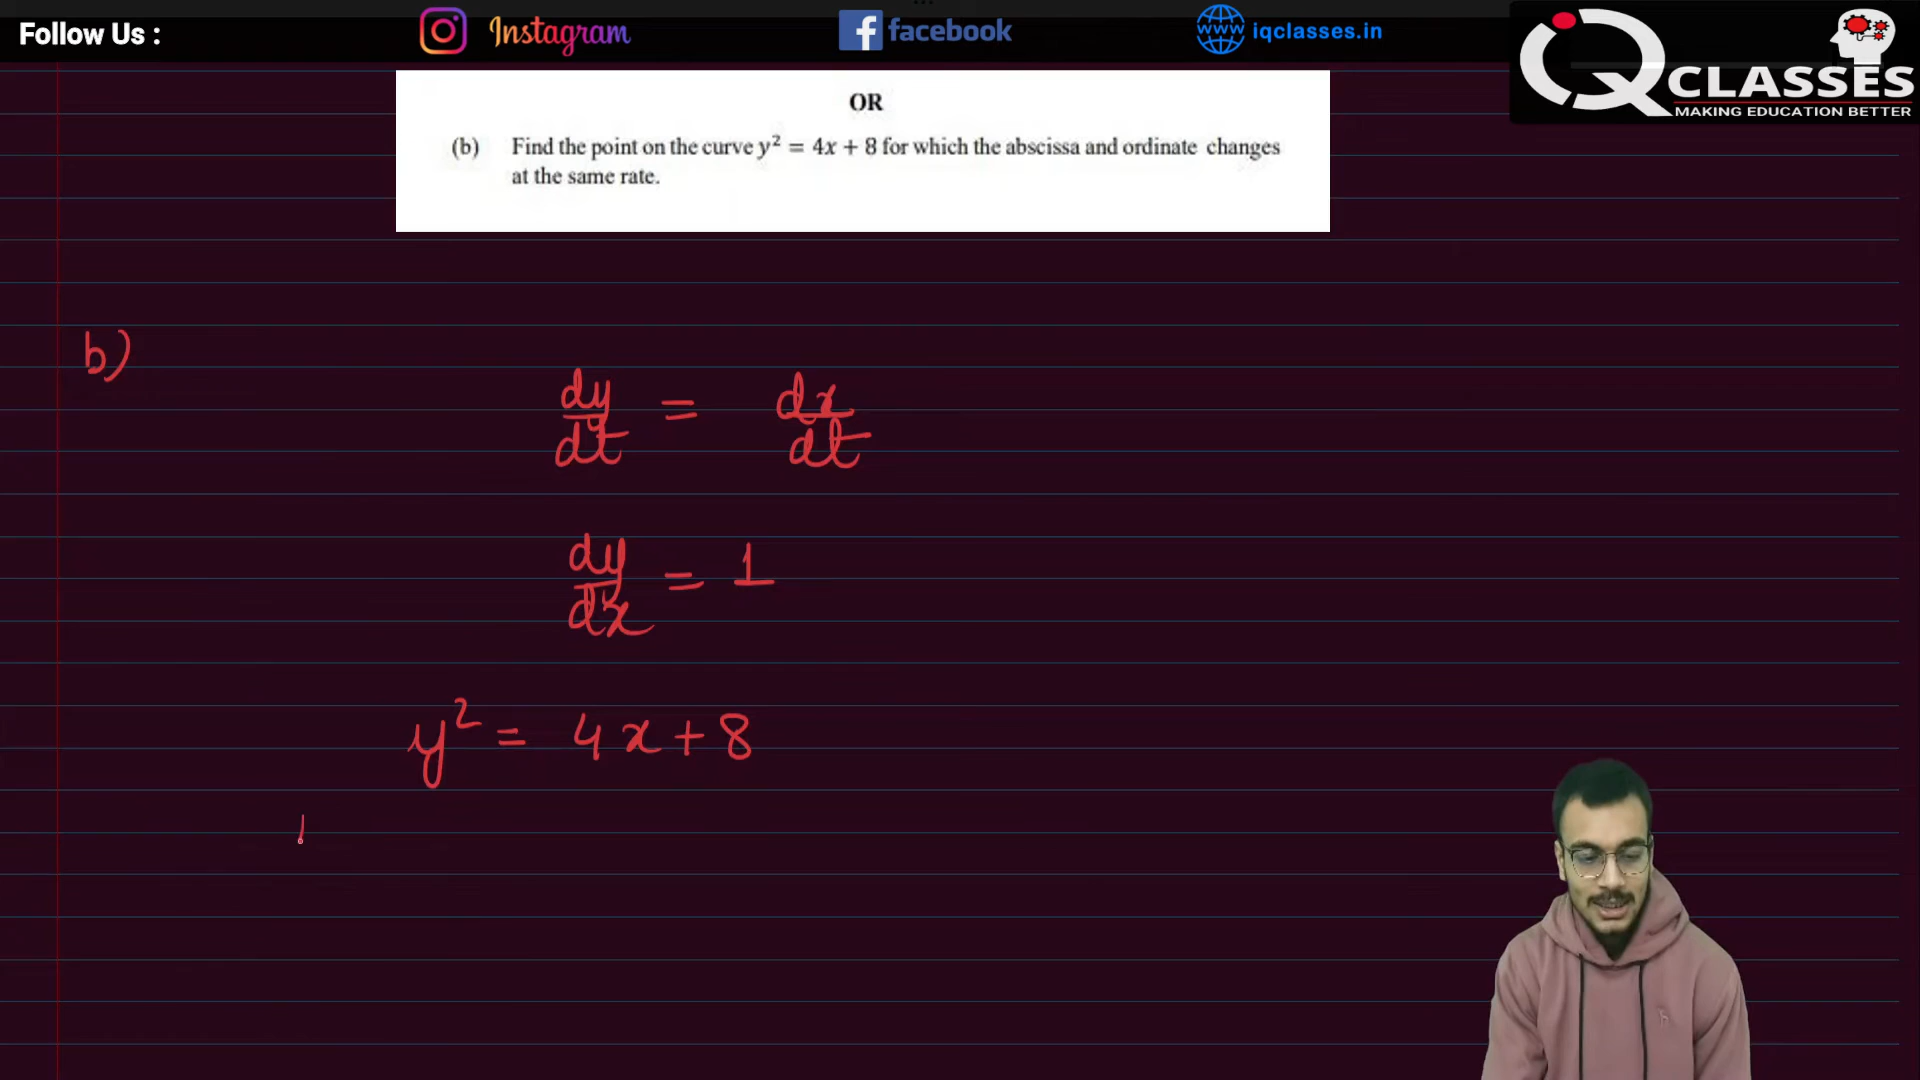 Follow Us : Instagram facebook iqclasses.in
IQ CLASSES
MAKING EDUCATION BETTER
OR
(b) Find the point on the curve y² = 4x + 8 for which the abscissa and ordinate changes
at the same rate.
b)
dy/dt = dx/dt
dy/dx = 1
y² = 4x+8